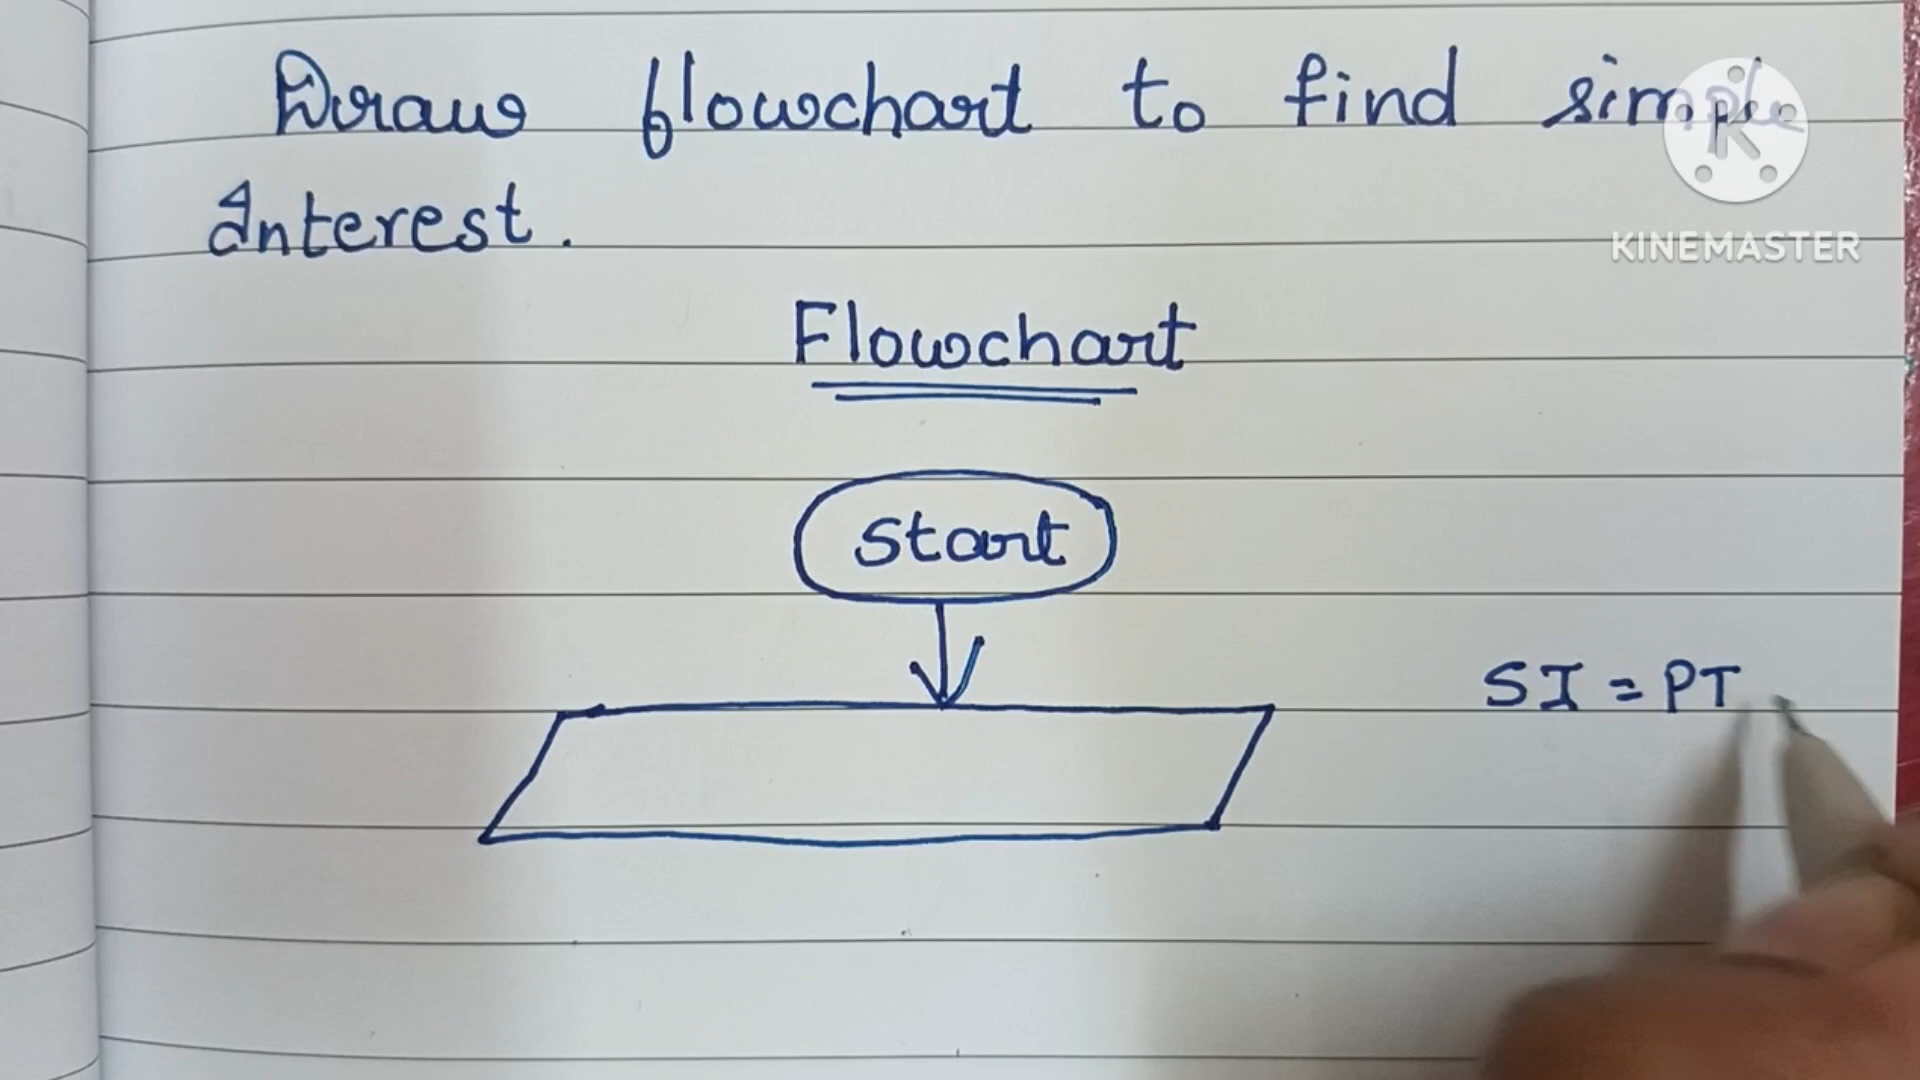 Draw flowchart to find simple
Interest.
KINEMASTER
Flowchart
Start
SI = PT